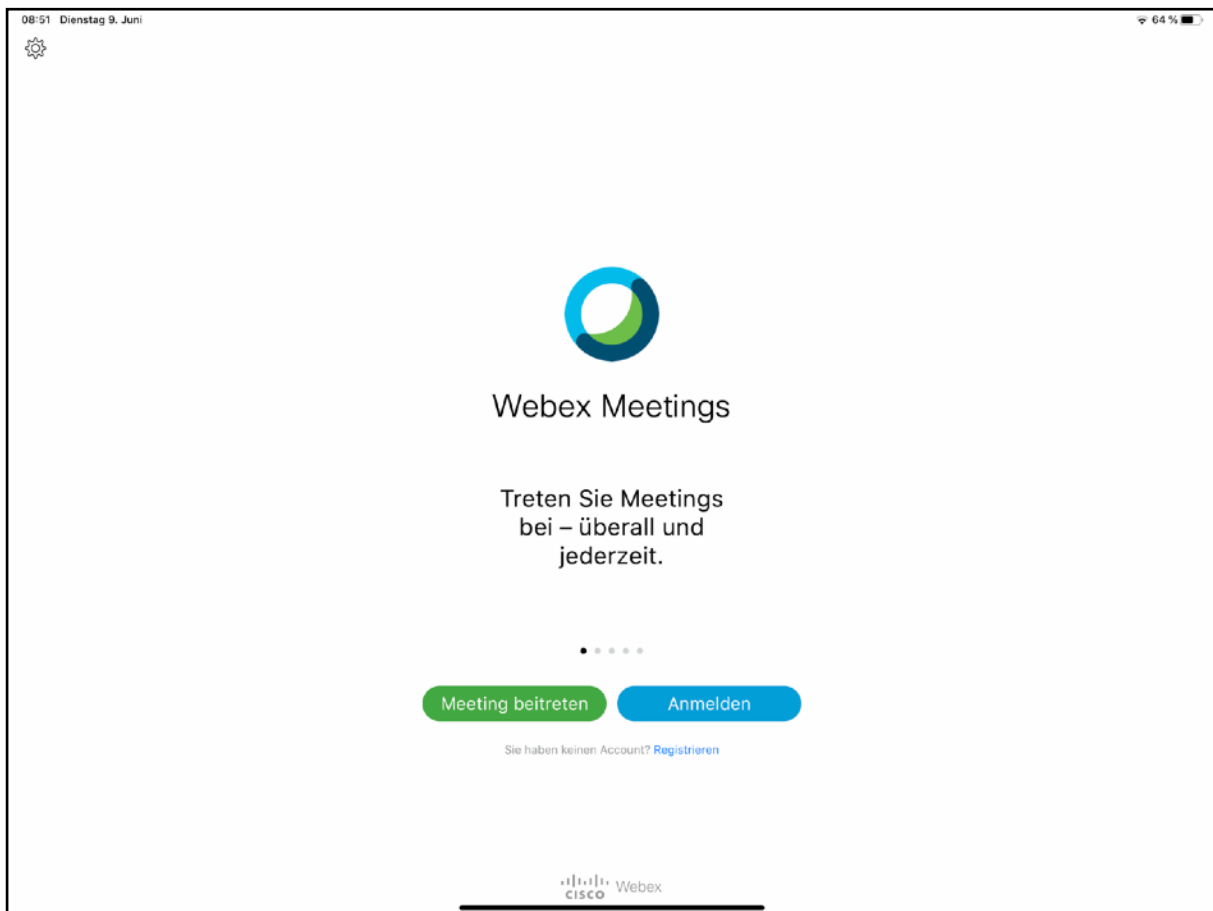 08:51 Dienstag 9. Juni
64 %
Webex Meetings
Treten Sie Meetings
bei – überall und
jederzeit.
Meeting beitreten
Anmelden
Sie haben keinen Account? Registrieren
CISCO Webex